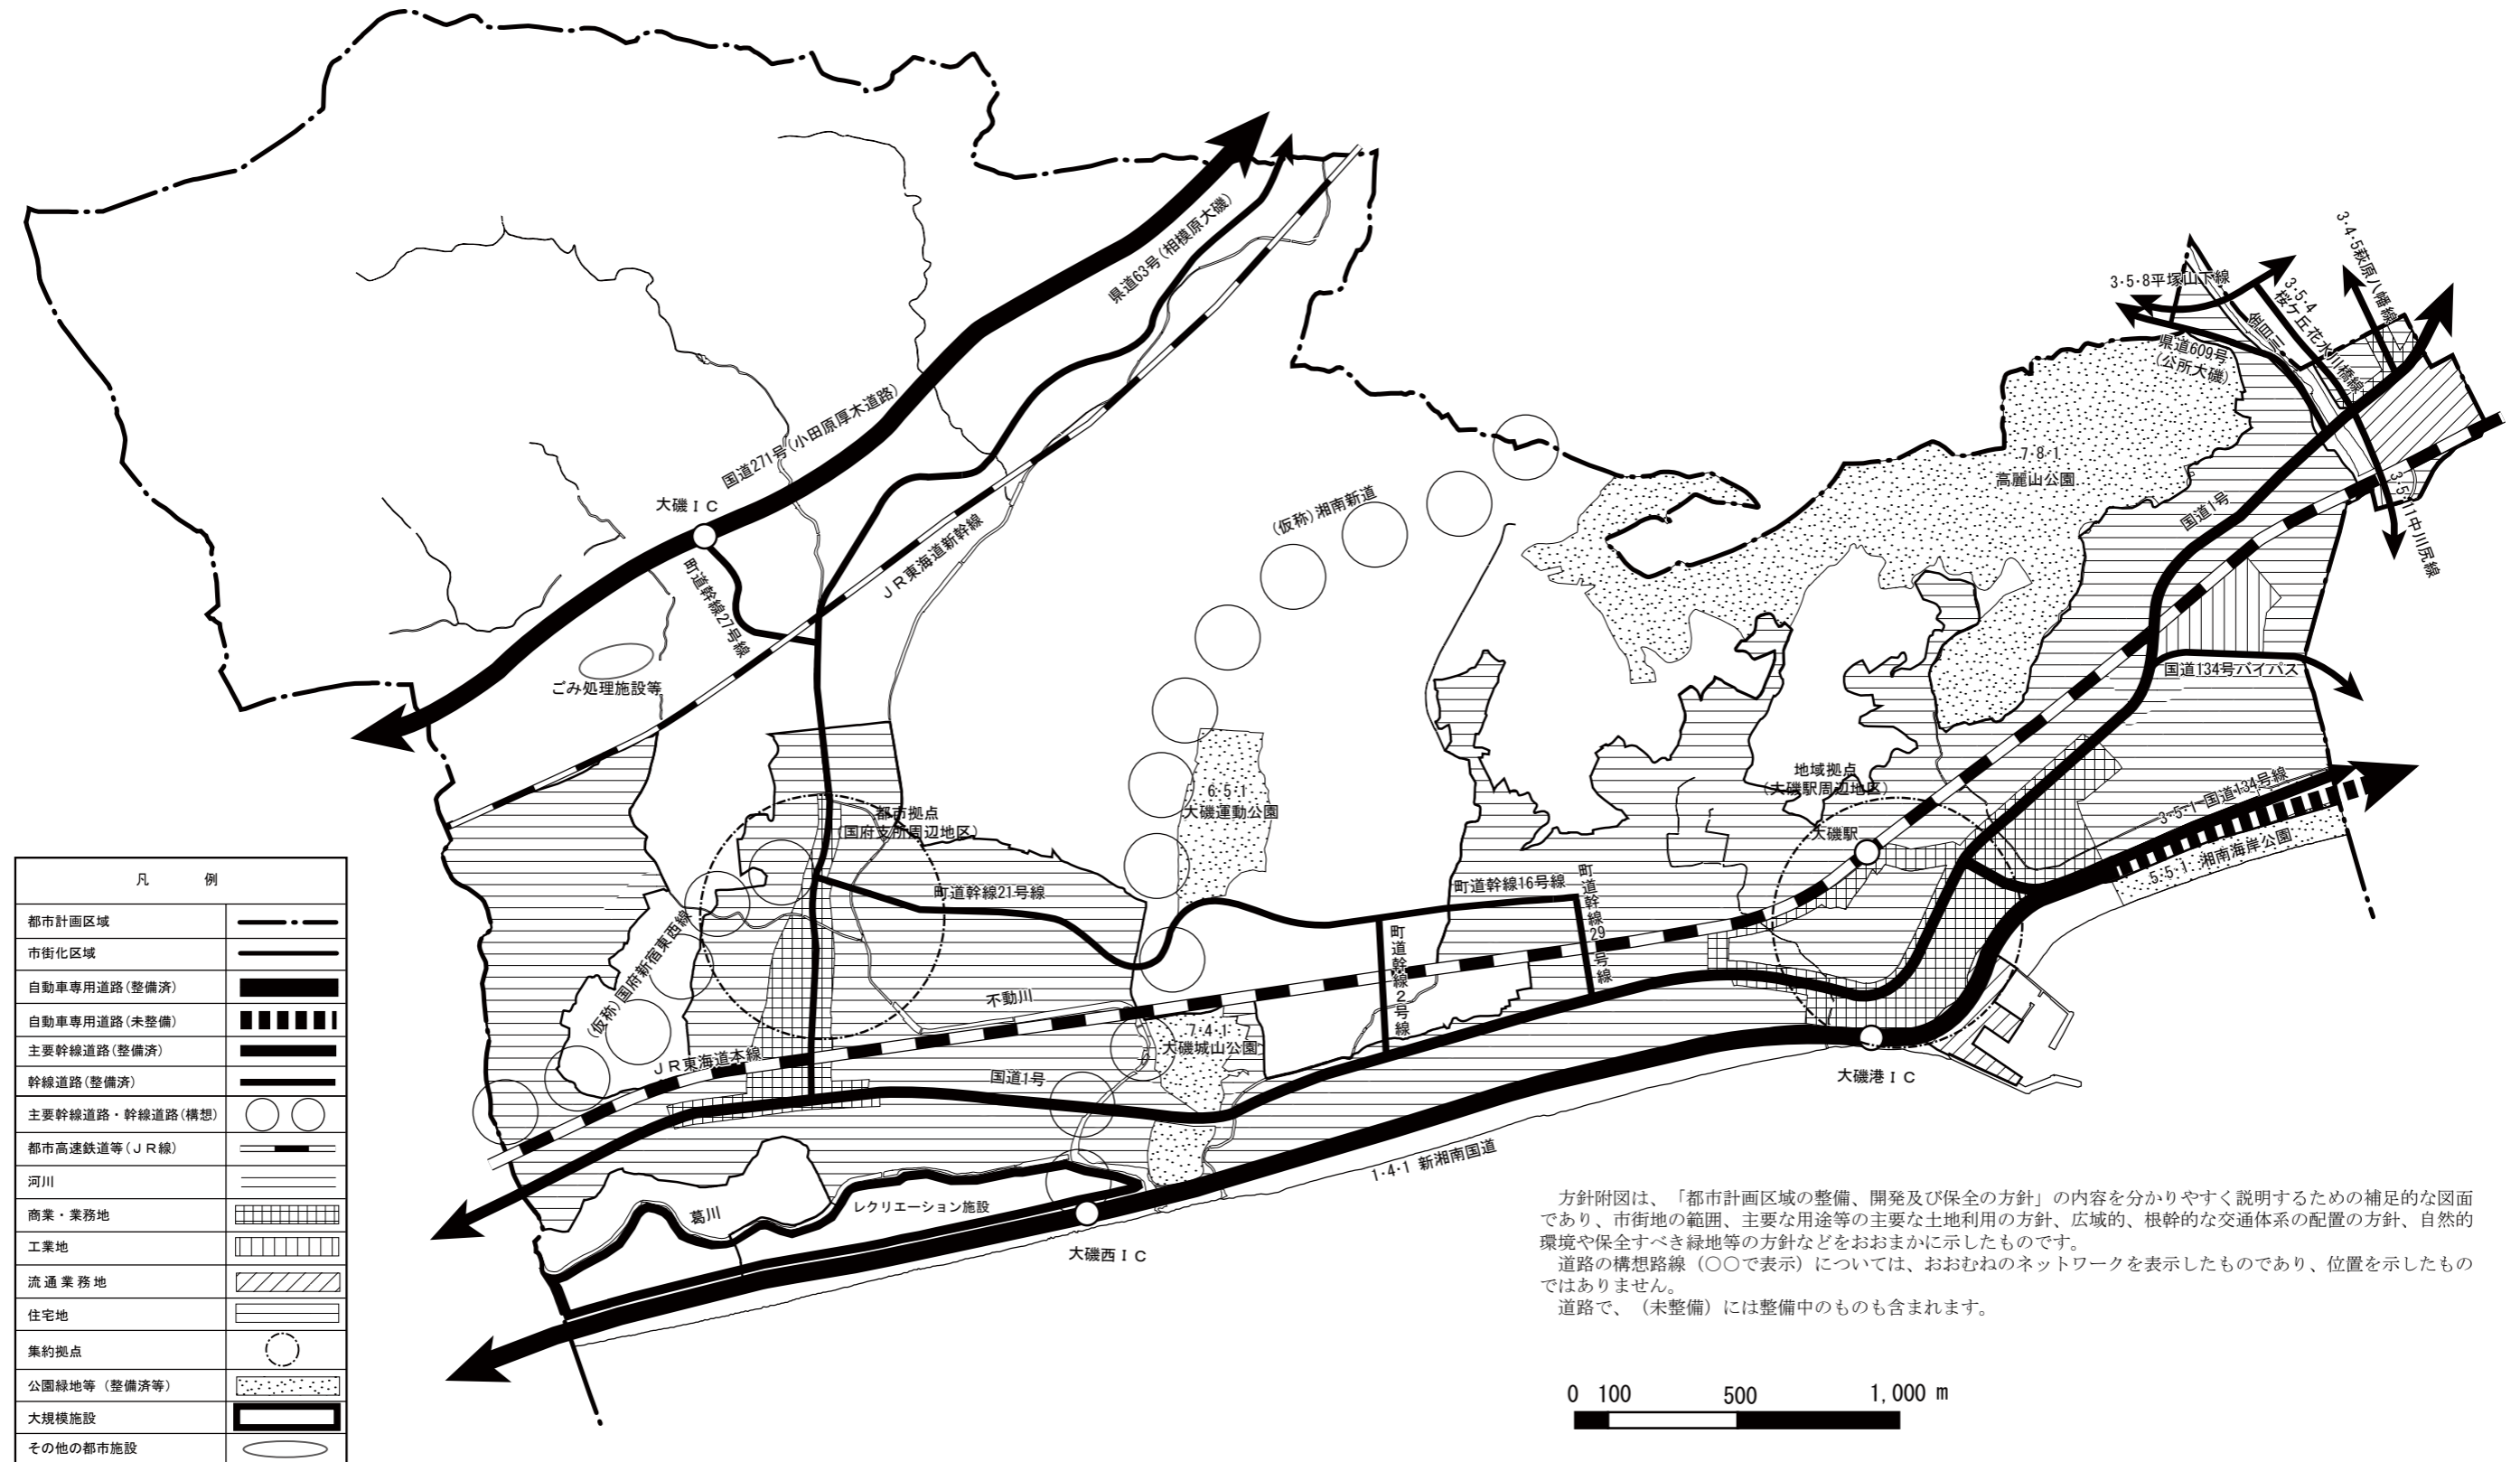 3・4・5萩原八幡線
3・5・8平塚山下線
3・5・4
桜ケ丘花水川橋線
金目川
県道609号
(公所大磯)
県道63号(相模原大磯)
国道271号(小田原厚木道路)
大磯ＩＣ
町道幹線27号線
ＪＲ東海道新幹線
(仮称)湘南新道
7・8・1
高麗山公園
国道1号
3・5・11中川尻線
ごみ処理施設等
国道134号バイパス
地域拠点
(大磯駅周辺地区)
大磯駅
3・5・1 国道134号線
5・5・1 湘南海岸公園
6・5・1
大磯運動公園
都市拠点
(国府支所周辺地区)
町道幹線21号線
町道幹線16号線
町道幹線29号線
町道幹線２号線
(仮称)国府新宿東西線
不動川
7・4・1
大磯城山公園
ＪＲ東海道本線
国道1号
大磯港ＩＣ
1・4・1 新湘南国道
レクリエーション施設
葛川
大磯西ＩＣ
凡　例
都市計画区域
市街化区域
自動車専用道路(整備済)
自動車専用道路(未整備)
主要幹線道路(整備済)
幹線道路(整備済)
主要幹線道路・幹線道路(構想)
都市高速鉄道等(ＪＲ線)
河川
商業・業務地
工業地
流通業務地
住宅地
集約拠点
公園緑地等（整備済等）
大規模施設
その他の都市施設
方針附図は、「都市計画区域の整備、開発及び保全の方針」の内容を分かりやすく説明するための補足的な図面
であり、市街地の範囲、主要な用途等の主要な土地利用の方針、広域的、根幹的な交通体系の配置の方針、自然的
環境や保全すべき緑地等の方針などをおおまかに示したものです。
道路の構想路線（○○で表示）については、おおむねのネットワークを表示したものであり、位置を示したもの
ではありません。
道路で、（未整備）には整備中のものも含まれます。
0 100 500 1,000 m